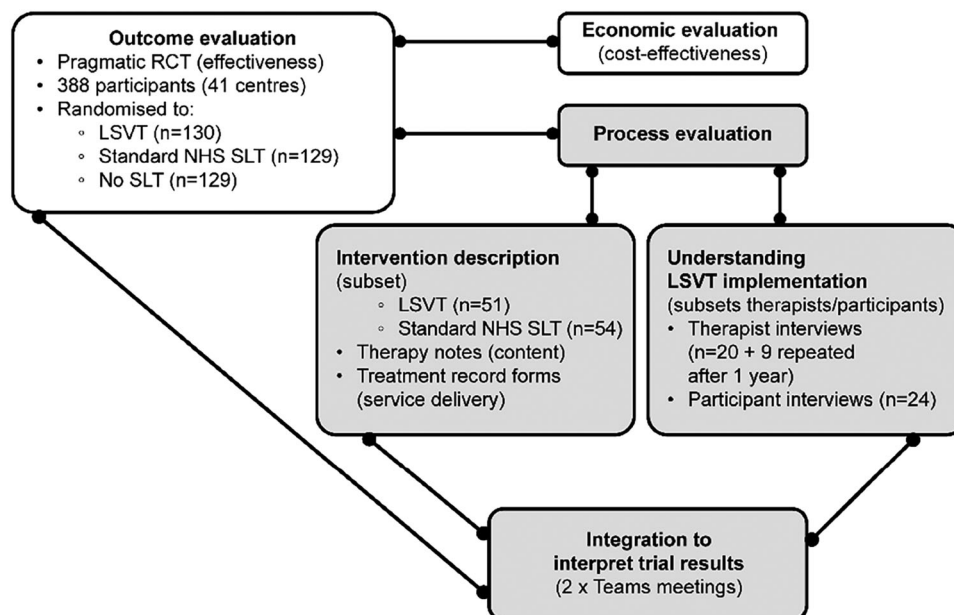 Outcome evaluation
• Pragmatic RCT (effectiveness)
• 388 participants (41 centres)
• Randomised to:
◦ LSVT (n=130)
◦ Standard NHS SLT (n=129)
◦ No SLT (n=129)
Economic evaluation
(cost-effectiveness)
Process evaluation
Intervention description
(subset)
◦ LSVT (n=51)
◦ Standard NHS SLT (n=54)
• Therapy notes (content)
• Treatment record forms
(service delivery)
Understanding
LSVT implementation
(subsets therapists/participants)
• Therapist interviews
(n=20 + 9 repeated
after 1 year)
• Participant interviews (n=24)
Integration to
interpret trial results
(2 x Teams meetings)